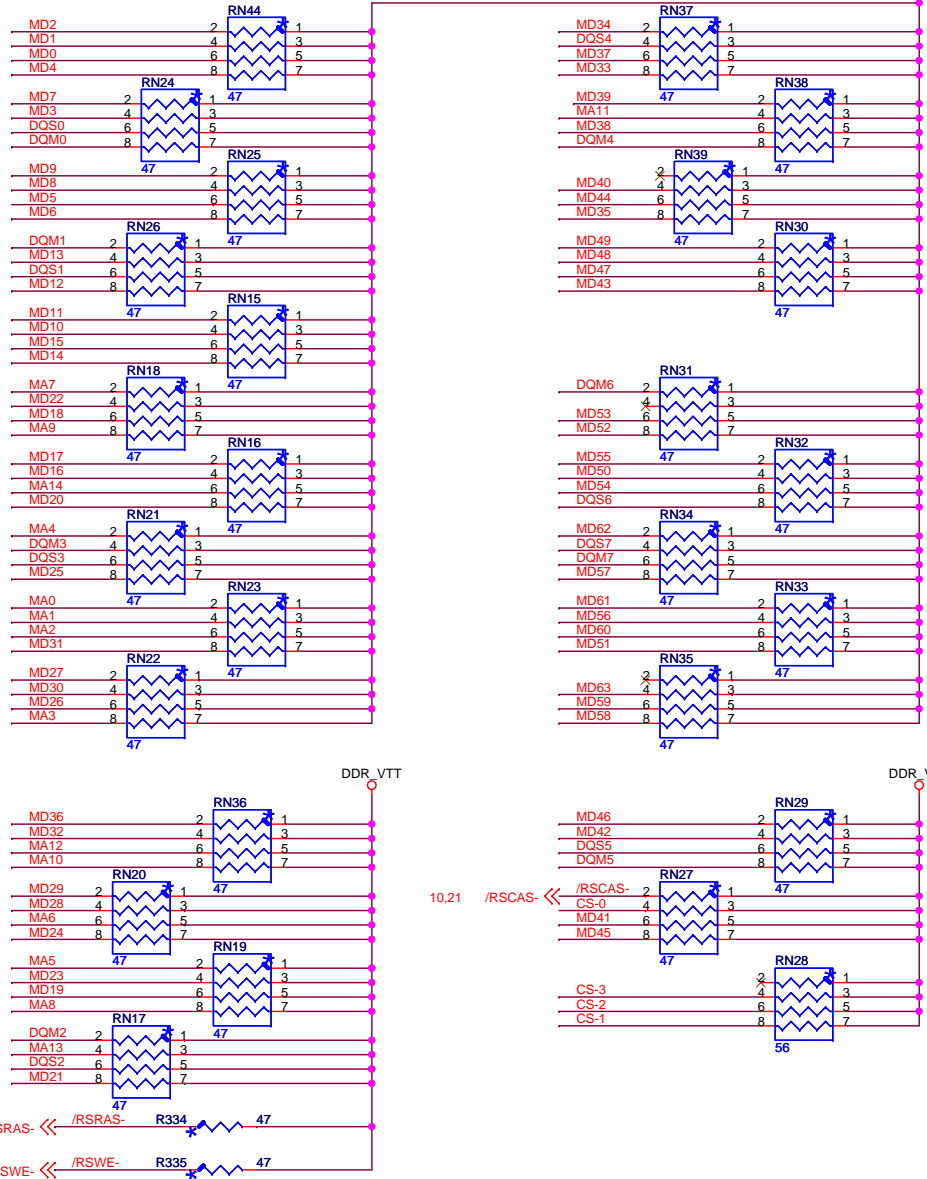 RN44
MD2 2 1
MD1 4 3
MD0 6 5
MD4 8 7
47
RN24
MD7 2 1
MD3 4 3
DQS0 6 5
DQM0 8 7
47
RN25
MD9 2 1
MD8 4 3
MD5 6 5
MD6 8 7
47
RN26
DQM1 2 1
MD13 4 3
DQS1 6 5
MD12 8 7
47
RN15
MD11 2 1
MD10 4 3
MD15 6 5
MD14 8 7
47
RN18
MA7 2 1
MD22 4 3
MD18 6 5
MA9 8 7
47
RN16
MD17 2 1
MD16 4 3
MA14 6 5
MD20 8 7
47
RN21
MA4 2 1
DQM3 4 3
DQS3 6 5
MD25 8 7
47
RN23
MA0 2 1
MA1 4 3
MA2 6 5
MD31 8 7
47
RN22
MD27 2 1
MD30 4 3
MD26 6 5
MA3 8 7
47
RN37
MD34 2 1
DQS4 4 3
MD37 6 5
MD33 8 7
47
RN38
MD39 2 1
MA11 4 3
MD38 6 5
DQM4 8 7
47
RN39
2 1
MD40 4 3
MD44 6 5
MD35 8 7
47
RN30
MD49 2 1
MD48 4 3
MD47 6 5
MD43 8 7
47
RN31
DQM6 2 1
4 3
MD53 6 5
MD52 8 7
47
RN32
MD55 2 1
MD50 4 3
MD54 6 5
DQS6 8 7
47
RN34
MD62 2 1
DQS7 4 3
DQM7 6 5
MD57 8 7
47
RN33
MD61 2 1
MD56 4 3
MD60 6 5
MD51 8 7
47
RN35
2 1
MD63 4 3
MD59 6 5
MD58 8 7
47
DDR_VTT
RN36
MD36 2 1
MD32 4 3
MA12 6 5
MA10 8 7
47
RN20
MD29 2 1
MD28 4 3
MA6 6 5
MD24 8 7
47
RN19
MA5 2 1
MD23 4 3
MD19 6 5
MA8 8 7
47
RN17
DQM2 2 1
MA13 4 3
DQS2 6 5
MD21 8 7
47
SRAS- /RSRAS- R334 47
SWE- /RSWE- R335 47
DDR_
RN29
MD46 2 1
MD42 4 3
DQS5 6 5
DQM5 8 7
47
RN27
10,21 /RSCAS- /RSCAS- 2 1
CS-0 4 3
MD41 6 5
MD45 8 7
47
RN28
2 1
CS-3 4 3
CS-2 6 5
CS-1 8 7
56